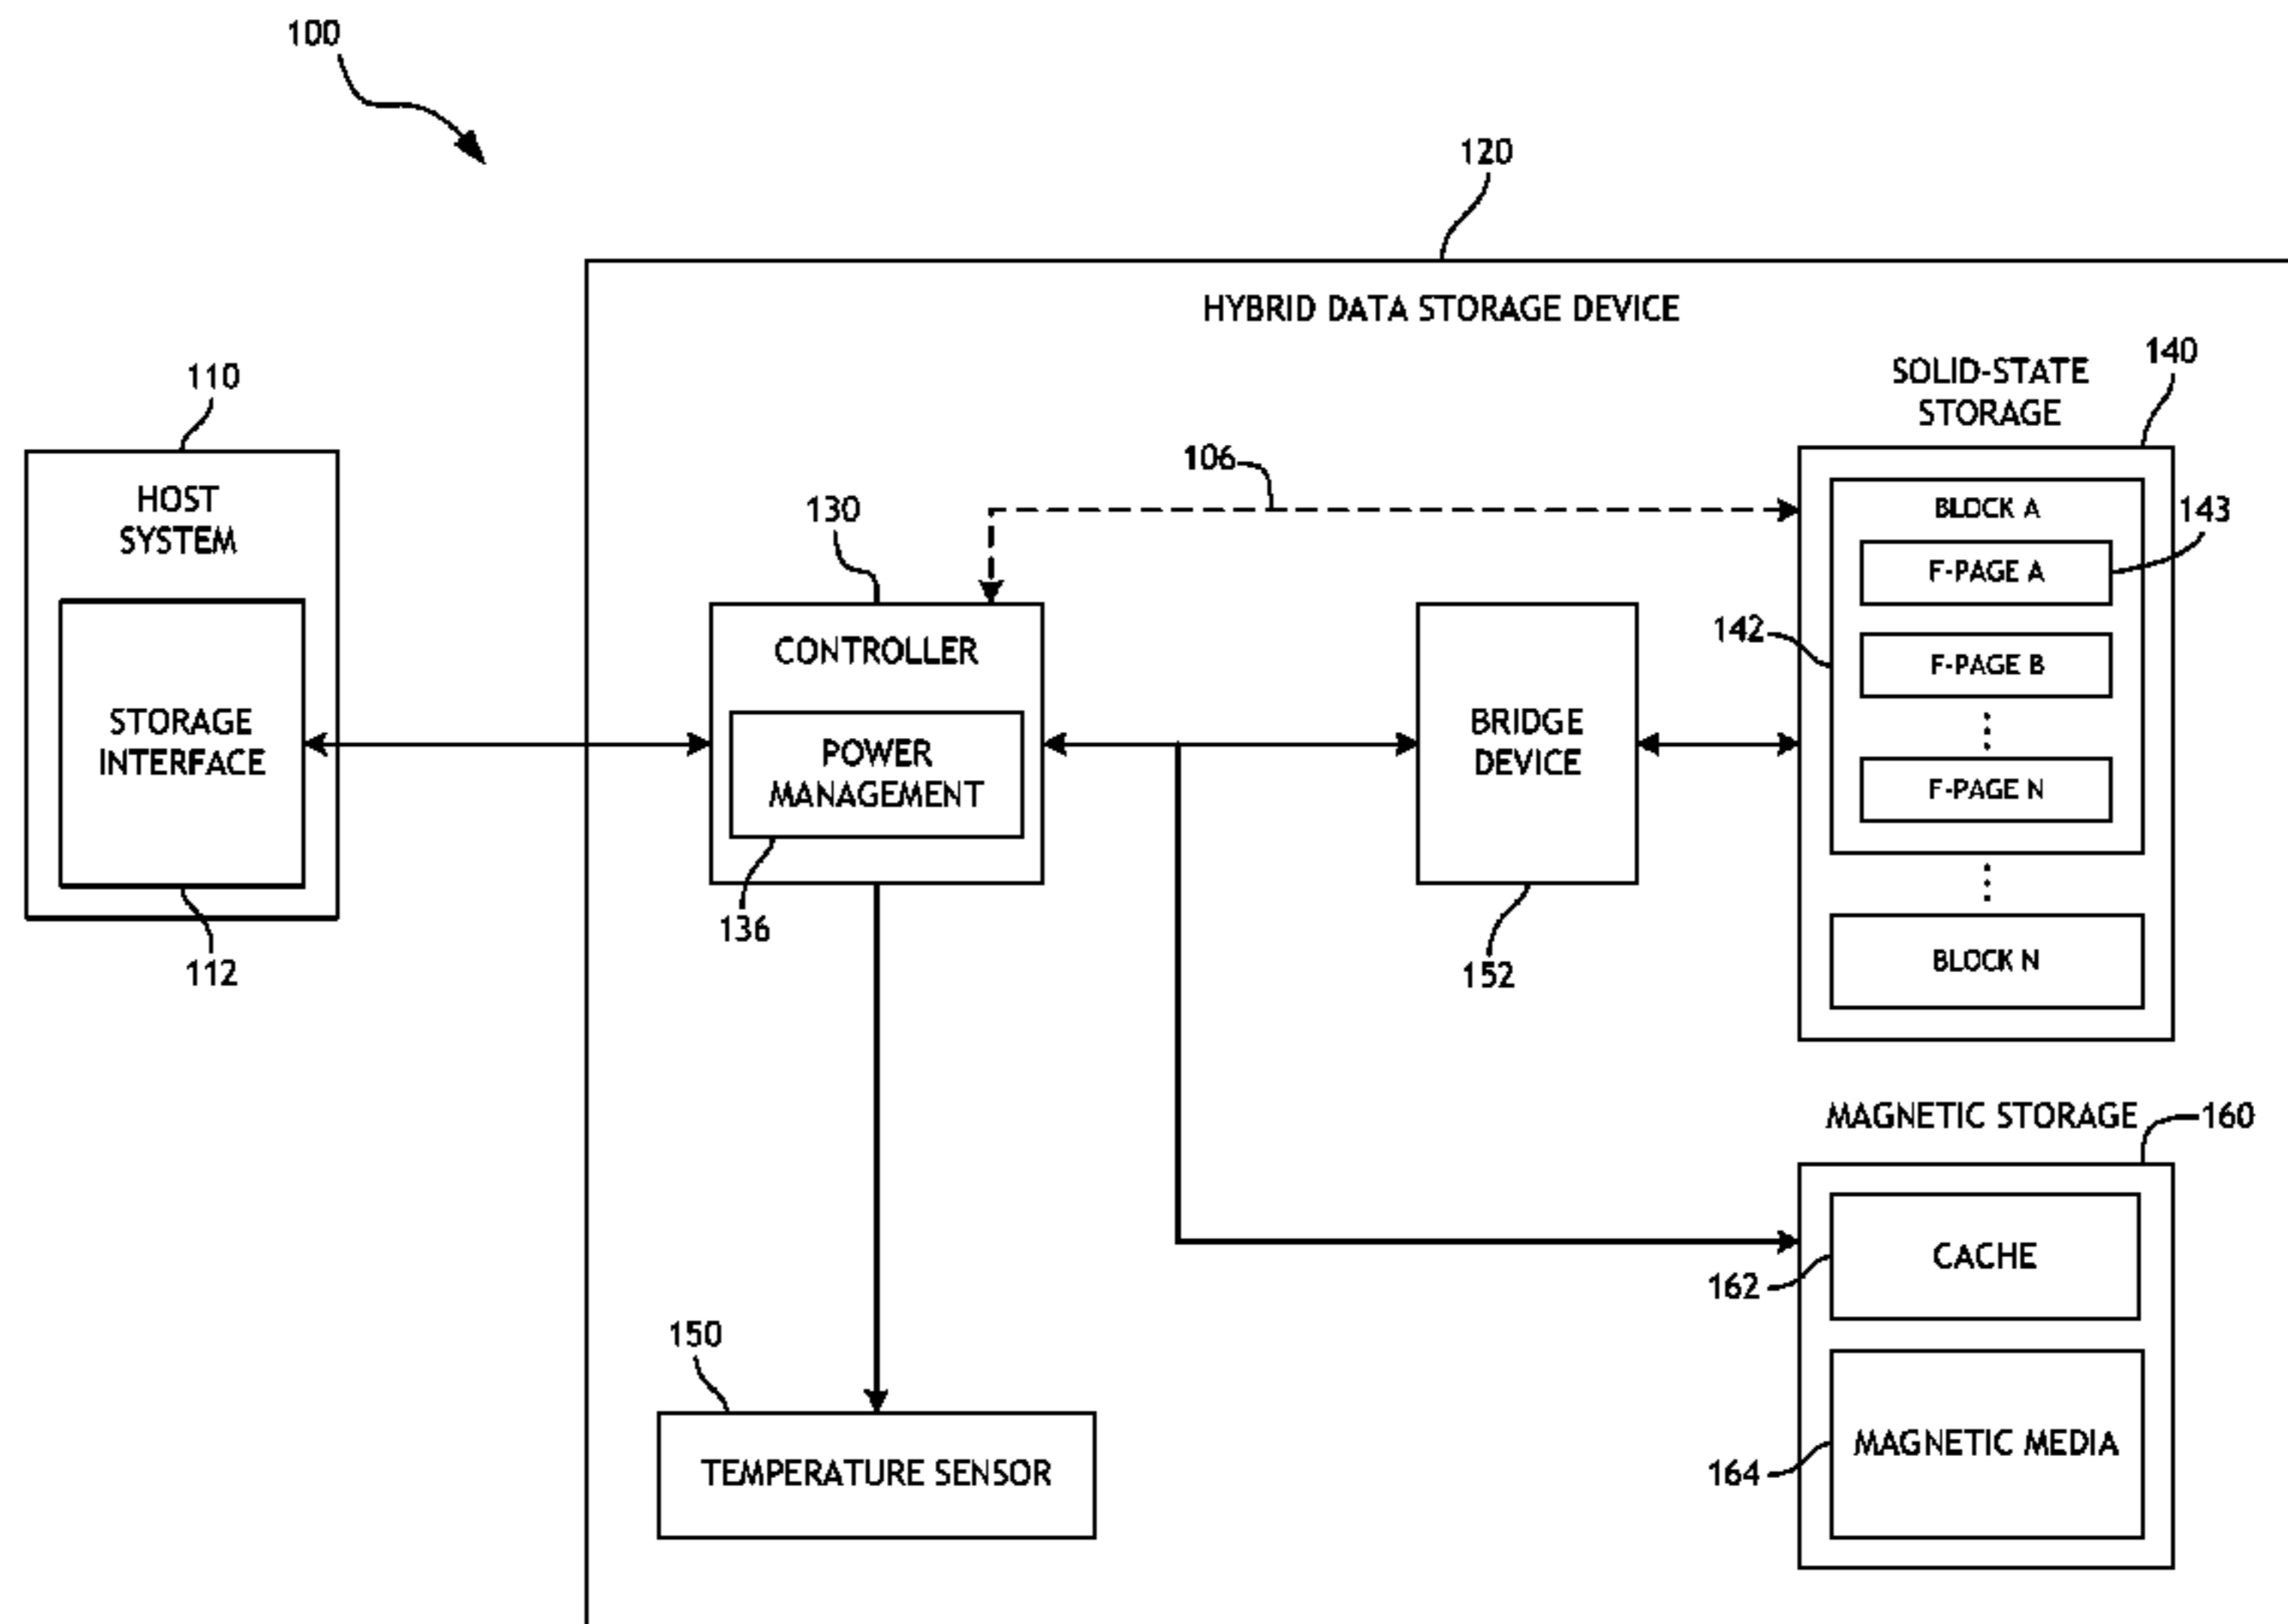 100
120
HYBRID DATA STORAGE DEVICE
110
HOST
SYSTEM
STORAGE
INTERFACE
112
130
CONTROLLER
POWER
MANAGEMENT
136
106
BRIDGE
DEVICE
152
SOLID-STATE
STORAGE
140
BLOCK A
143
F-PAGE A
142
F-PAGE B
F-PAGE N
BLOCK N
MAGNETIC STORAGE
160
CACHE
162
MAGNETIC MEDIA
164
150
TEMPERATURE SENSOR